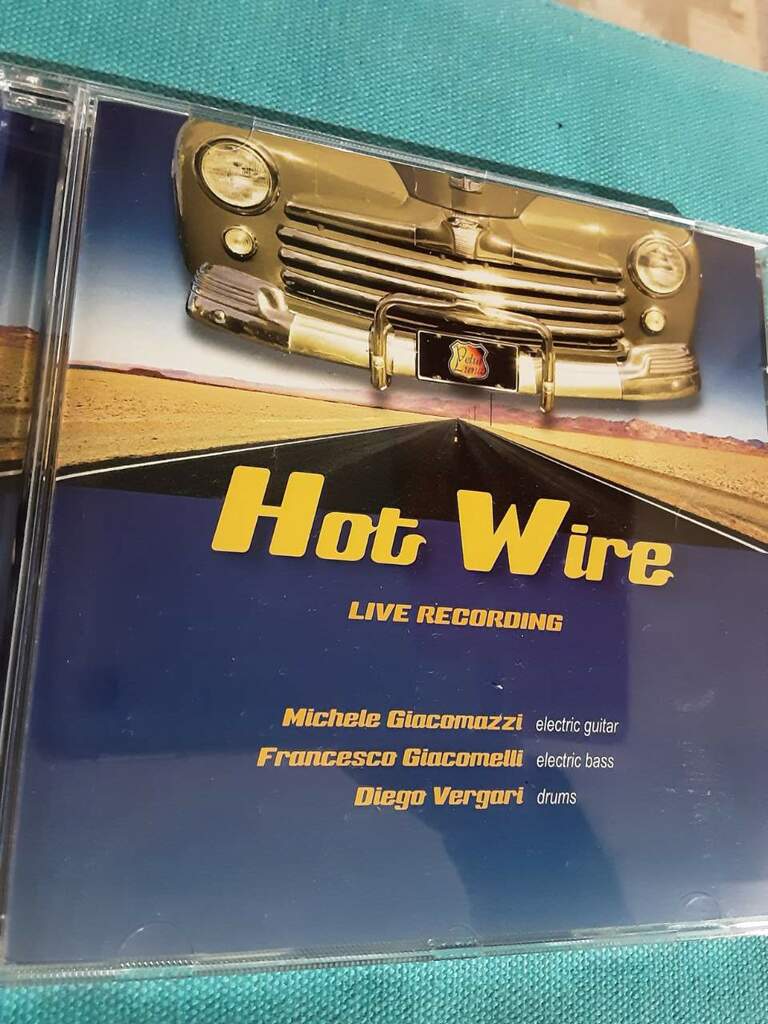 Hot Wire
LIVE RECORDING
Michele Giacomazzi electric guitar
Francesco Giacomelli electric bass
Diego Vergari drums